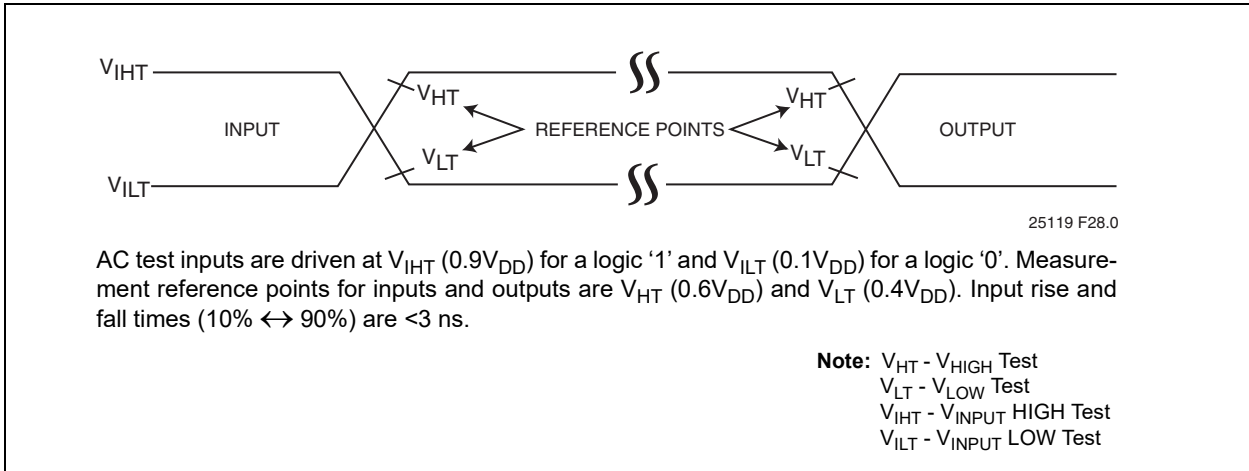 VIHT
VHT
VHT
INPUT
REFERENCE POINTS
OUTPUT
VLT
VLT
VILT
25119 F28.0
AC test inputs are driven at VIHT (0.9VDD) for a logic ‘1’ and VILT (0.1VDD) for a logic ‘0’. Measure-
ment reference points for inputs and outputs are VHT (0.6VDD) and VLT (0.4VDD). Input rise and
fall times (10% ↔ 90%) are <3 ns.
Note: VHT - VHIGH Test
VLT - VLOW Test
VIHT - VINPUT HIGH Test
VILT - VINPUT LOW Test